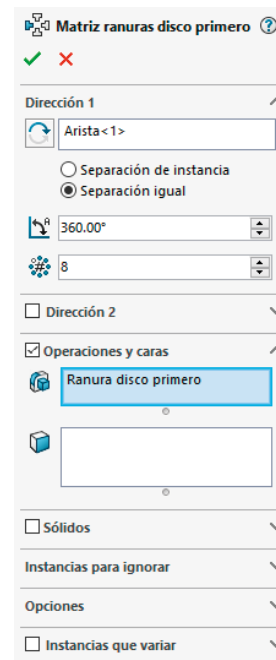 Matriz ranuras disco primero
Dirección 1
Arista<1>
Separación de instancia
Separación igual
360.00°
8
Dirección 2
Operaciones y caras
Ranura disco primero
Sólidos
Instancias para ignorar
Opciones
Instancias que variar